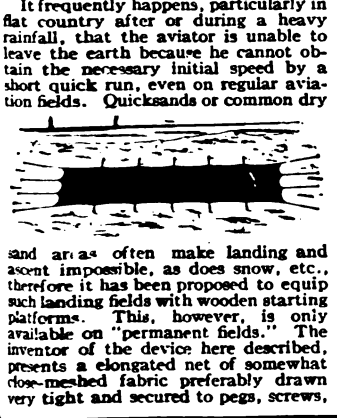 It frequently happens, particularly in
flat country after or during a heavy
rainfall, that the aviator is unable to
leave the earth because he cannot ob-
tain the necessary initial speed by a
short quick run, even on regular avia-
tion fields. Quicksands or common dry
sand areas often make landing and
ascent impossible, as does snow, etc.,
therefore it has been proposed to equip
such landing fields with wooden starting
platforms. This, however, is only
available on "permanent fields." The
inventor of the device here described,
presents a elongated net of somewhat
close-meshed fabric preferably drawn
very tight and secured to pegs, screws,